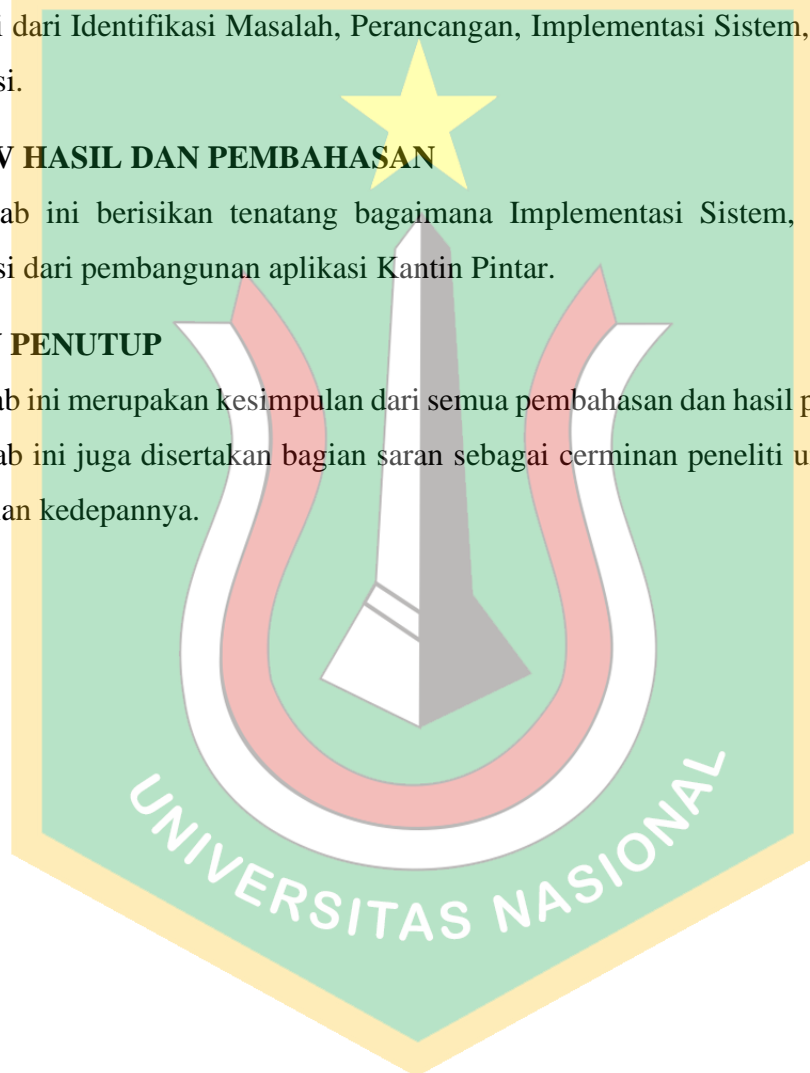 i dari Identifikasi Masalah, Perancangan, Implementasi Sistem,
si.
V HASIL DAN PEMBAHASAN
ab ini berisikan tenatang bagaimana Implementasi Sistem,
si dari pembangunan aplikasi Kantin Pintar.
PENUTUP
ab ini merupakan kesimpulan dari semua pembahasan dan hasil p
ab ini juga disertakan bagian saran sebagai cerminan peneliti u
an kedepannya.
UNIVERSITAS NASIONAL